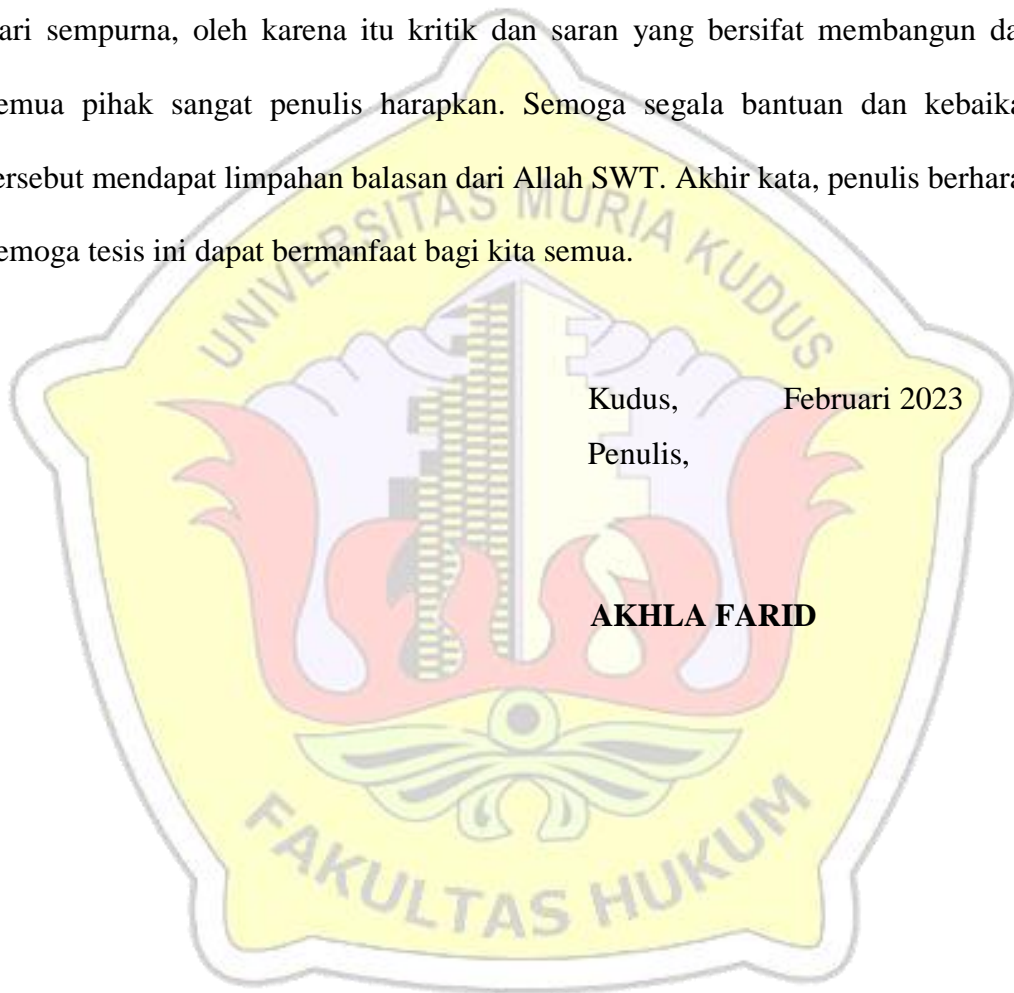 ari sempurna, oleh karena itu kritik dan saran yang bersifat membangun da
emua pihak sangat penulis harapkan. Semoga segala bantuan dan kebaika
ersebut mendapat limpahan balasan dari Allah SWT. Akhir kata, penulis berhara
emoga tesis ini dapat bermanfaat bagi kita semua.
UNIVERSITAS MURIA KUDUS
Kudus, Februari 2023
Penulis,
AKHLA FARID
FAKULTAS HUKUM